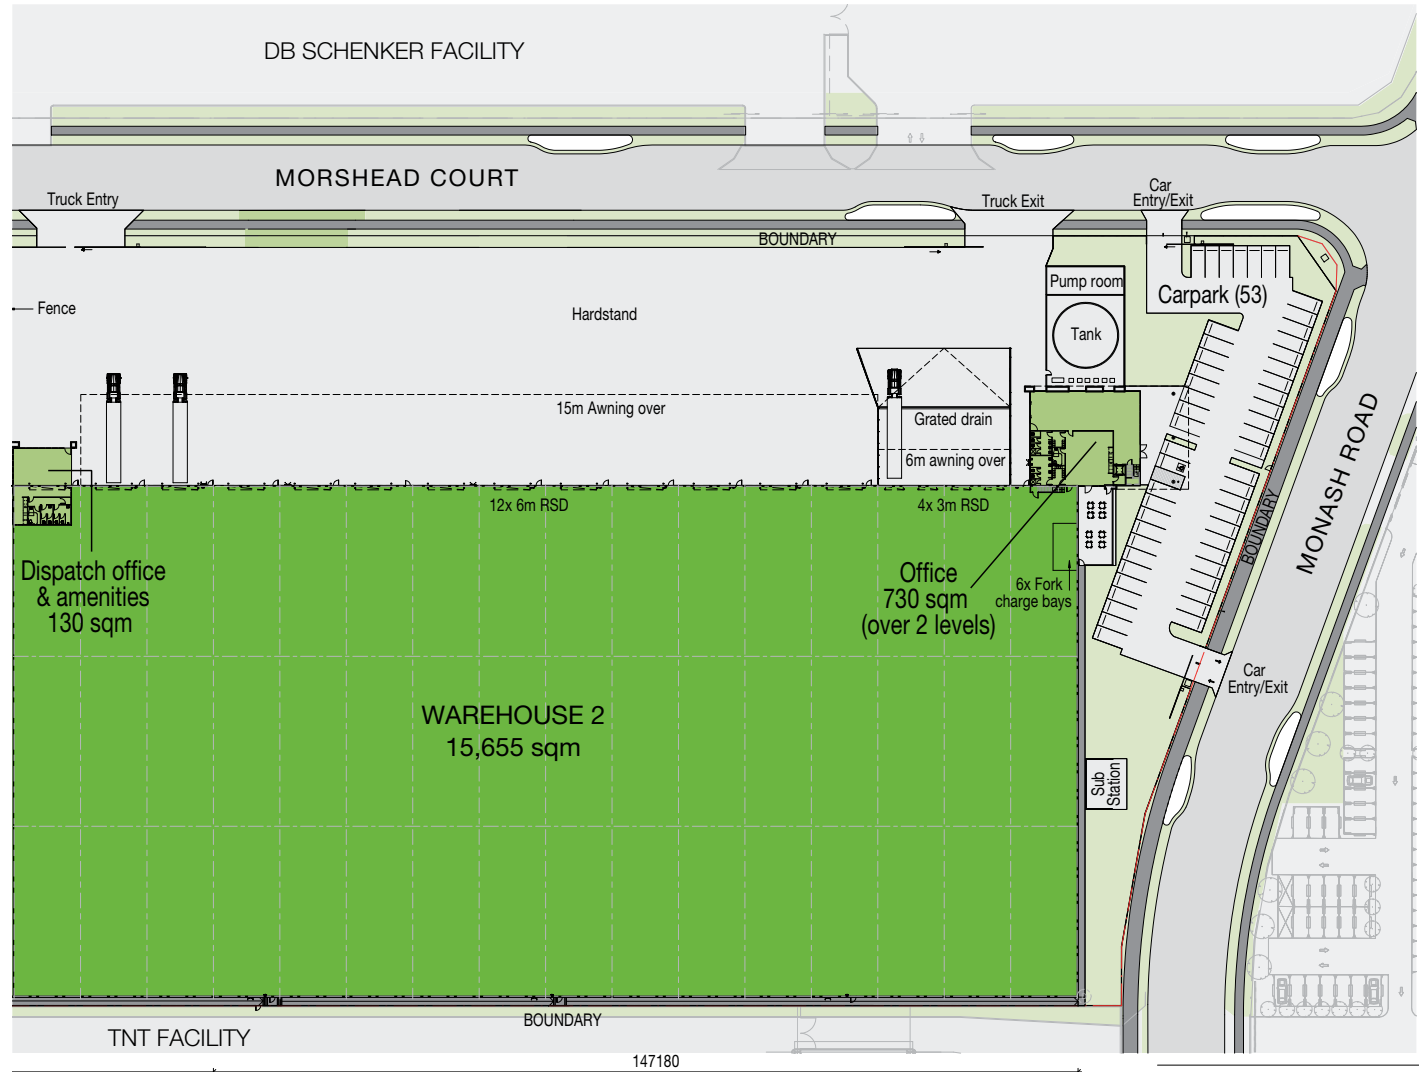 DB SCHENKER FACILITY
MORSHEAD COURT
Truck Entry
Truck Exit
Car
Entry/Exit
BOUNDARY
Fence
Hardstand
Pump room
Carpark (53)
Tank
15m Awning over
Grated drain
6m awning over
12x 6m RSD
4x 3m RSD
MONASH ROAD
BOUNDARY
Dispatch office
& amenities
130 sqm
Office
730 sqm
(over 2 levels)
6x Fork
charge bays
Car
Entry/Exit
WAREHOUSE 2
15,655 sqm
Sub
Station
BOUNDARY
TNT FACILITY
147180